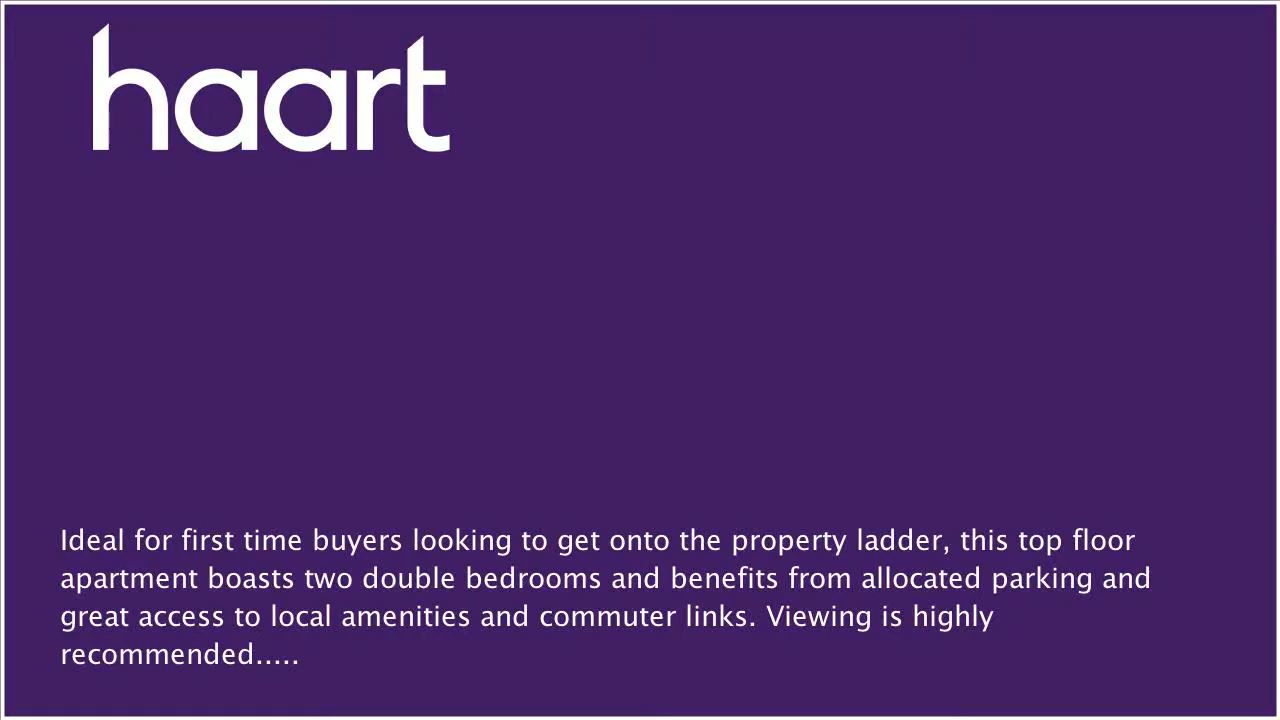 haart
Ideal for first time buyers looking to get onto the property ladder, this top floor
apartment boasts two double bedrooms and benefits from allocated parking and
great access to local amenities and commuter links. Viewing is highly
recommended.....